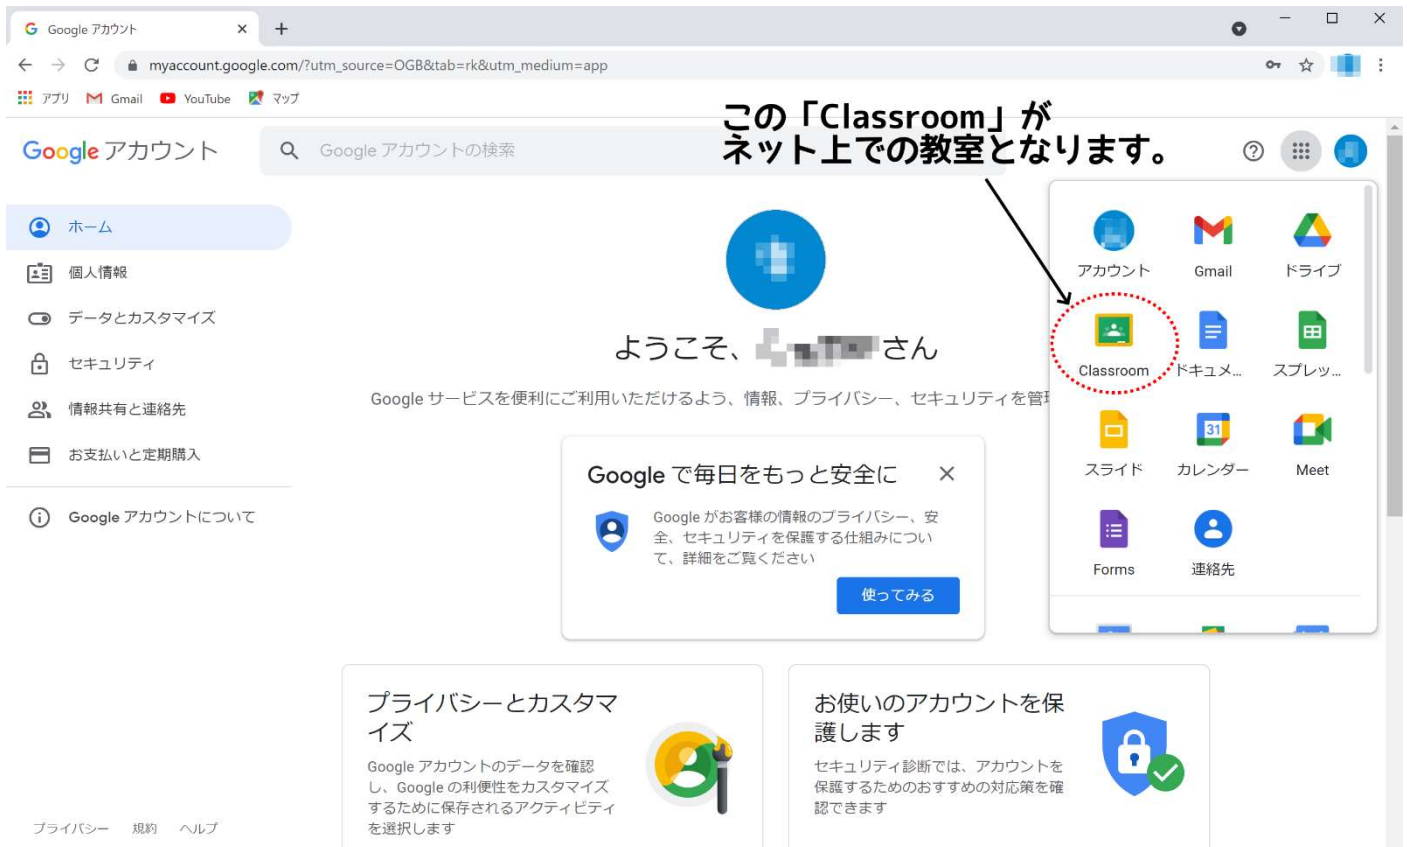 Google アカウント
myaccount.google.com/?utm_source=OGB&tab=rk&utm_medium=app
アプリ Gmail YouTube マップ
この「Classroom」が
ネット上での教室となります。
Google アカウント
Google アカウントの検索
ホーム
個人情報
データとカスタマイズ
セキュリティ
情報共有と連絡先
お支払いと定期購入
Google アカウントについて
プライバシー 規約 ヘルプ
ようこそ、 さん
Google サービスを便利にご利用いただけるよう、情報、プライバシー、セキュリティを管
Google で毎日をもっと安全に
Google がお客様の情報のプライバシー、安
全、セキュリティを保護する仕組みについ
て、詳細をご覧ください
使ってみる
プライバシーとカスタマ
イズ
Google アカウントのデータを確認
し、Google の利便性をカスタマイズ
するために保存されるアクティビティ
を選択します
お使いのアカウントを保
護します
セキュリティ診断では、アカウントを
保護するためのおすすめの対応策を確
認できます
アカウント Gmail ドライブ
Classroom ドキュメ... スプレッ...
31
スライド カレンダー Meet
Forms 連絡先